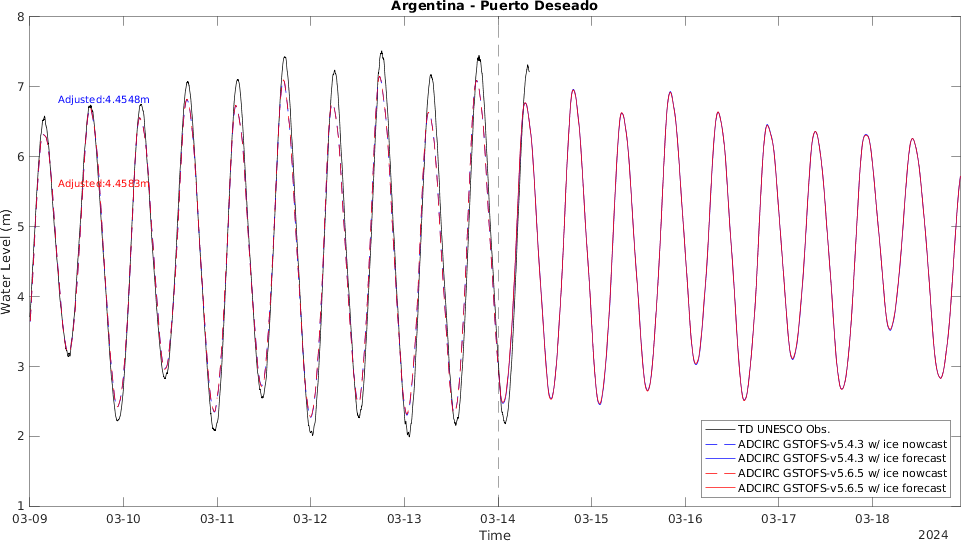 Argentina - Puerto Deseado
8
7
6
5
4
3
2
1
Water Level (m)
Adjusted:4.4548m
Adjusted:4.4583m
TD UNESCO Obs.
ADCIRC GSTOFS-v5.4.3 w/ ice nowcast
ADCIRC GSTOFS-v5.4.3 w/ ice forecast
ADCIRC GSTOFS-v5.6.5 w/ ice nowcast
ADCIRC GSTOFS-v5.6.5 w/ ice forecast
03-09 03-10 03-11 03-12 03-13 03-14 03-15 03-16 03-17 03-18
Time
2024